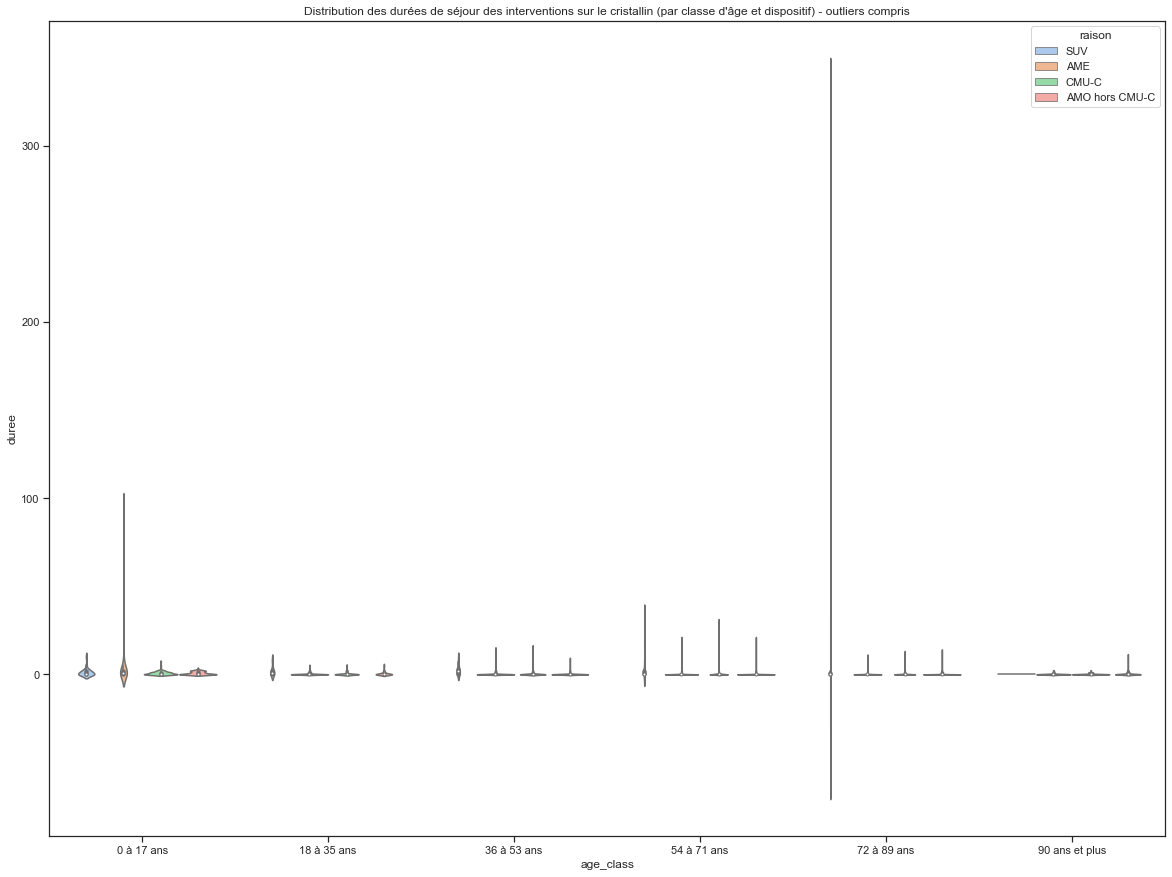 Distribution des durées de séjour des interventions sur le cristallin (par classe d'âge et dispositif) - outliers compris
raison
SUV
AME
CMU-C
AMO hors CMU-C
300
200
100
0
duree
0 à 17 ans
18 à 35 ans
36 à 53 ans
54 à 71 ans
72 à 89 ans
90 ans et plus
age_class